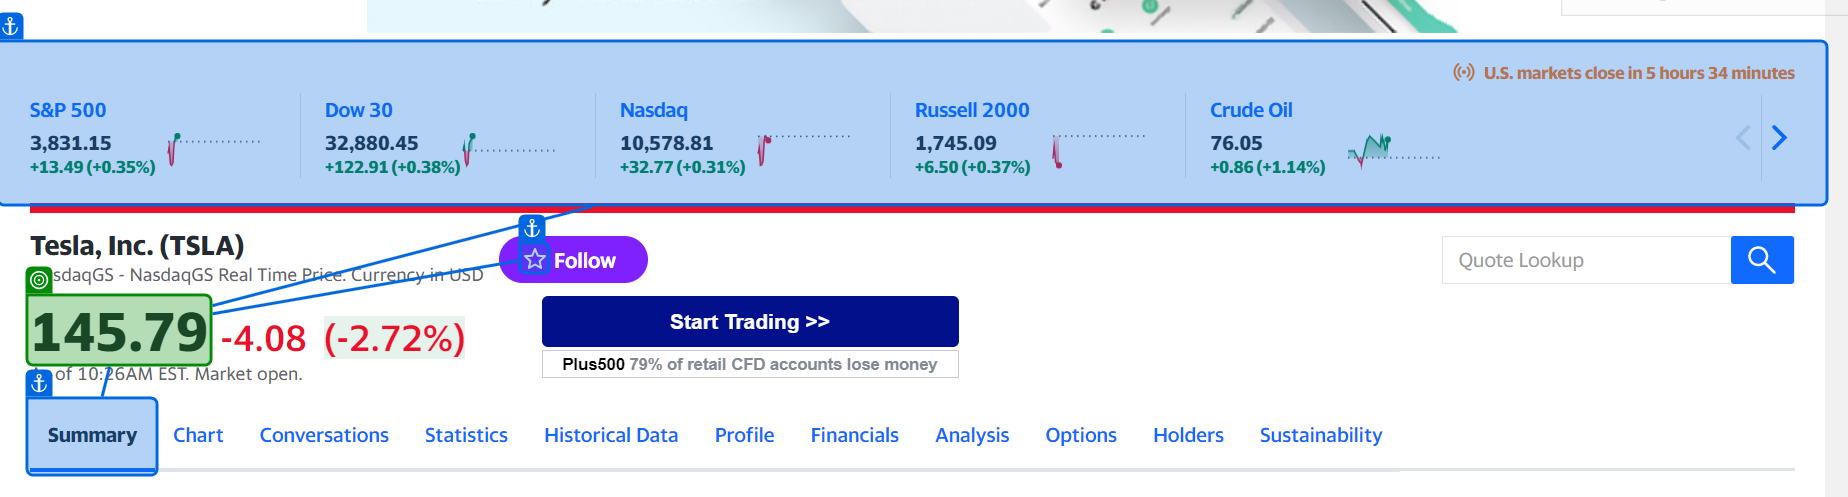 U.S. markets close in 5 hours 34 minutes
S&P 500 Dow 30 Nasdaq Russell 2000 Crude Oil
3,831.15 32,880.45 10,578.81 1,745.09 76.05
+13.49 (+0.35%) +122.91 (+0.38%) +32.77 (+0.31%) +6.50 (+0.37%) +0.86 (+1.14%)
Tesla, Inc. (TSLA)
Follow
Quote Lookup
- NasdaqGS Real Time Price. Currency in USD
145.79 -4.08 (-2.72%)
Start Trading >>
Plus500 79% of retail CFD accounts lose money
of 10:26AM EST. Market open.
Summary Chart Conversations Statistics Historical Data Profile Financials Analysis Options Holders Sustainability